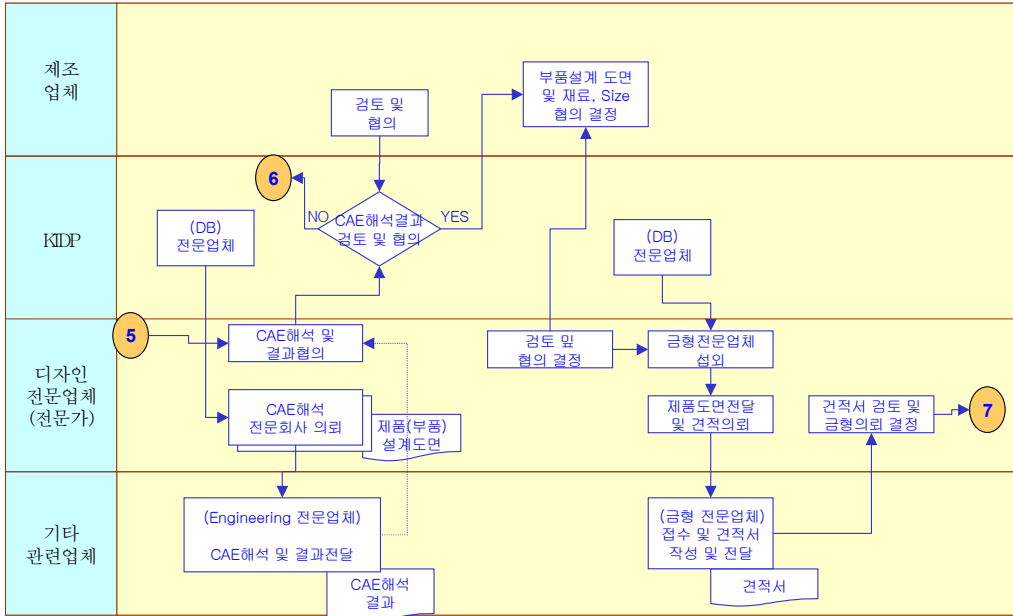 제조
업체
검토 및
협의
부품설계 도면
및 재료, Size
협의 결정
KIDP
6
NO
CAE해석결과
검토 및 협의
YES
(DB)
전문업체
(DB)
전문업체
디자인
전문업체
(전문가)
5
CAE해석 및
결과협의
검토 및
협의 결정
금형전문업체
섭외
CAE해석
전문회사 의뢰
제품(부품)
설계도면
제품도면전달
및 견적의뢰
견적서 검토 및
금형의뢰 결정
7
기타
관련업체
(Engineering 전문업체)
CAE해석 및 결과전달
CAE해석
결과
(금형 전문업체)
접수 및 견적서
작성 및 전달
견적서